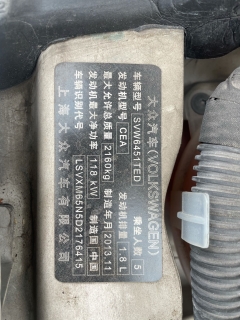 大众汽车(VOLKSWAGEN)
车辆型号 SVW6451TED 乘坐人数 5
发动机型号 CEA 发动机排量 1.8 L
最大允许总质量 2160kg 制造年月 2013.11
发动机最大净功率 118 kW 制造国 中国
车辆识别代号 LSVXM65N5D2176415
上海大众汽车有限公司